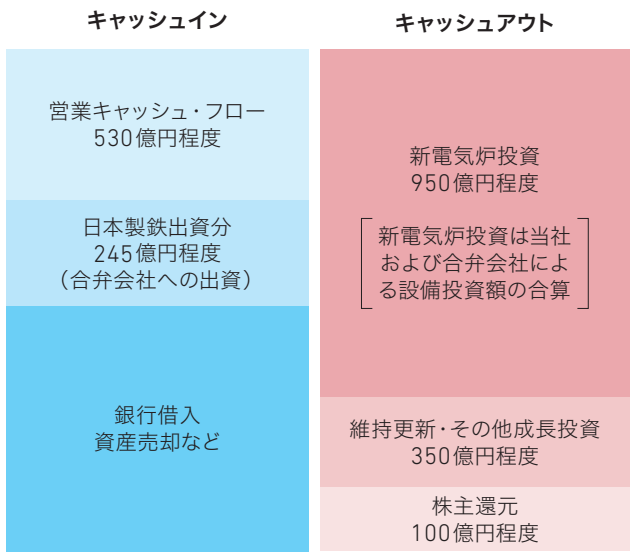 キャッシュイン
営業キャッシュ・フロー
530億円程度
日本製鉄出資分
245億円程度
（合弁会社への出資）
銀行借入
資産売却など
キャッシュアウト
新電気炉投資
950億円程度
新電気炉投資は当社
および合弁会社によ
る設備投資額の合算
維持更新・その他成長投資
350億円程度
株主還元
100億円程度